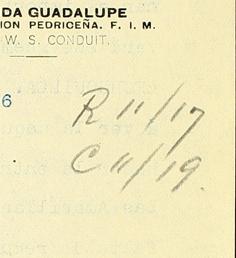 DA GUADALUPE
ION PEDRICEÑA. F. I. M.
W. S. CONDUIT.
6
R 11/17
C 11/19.